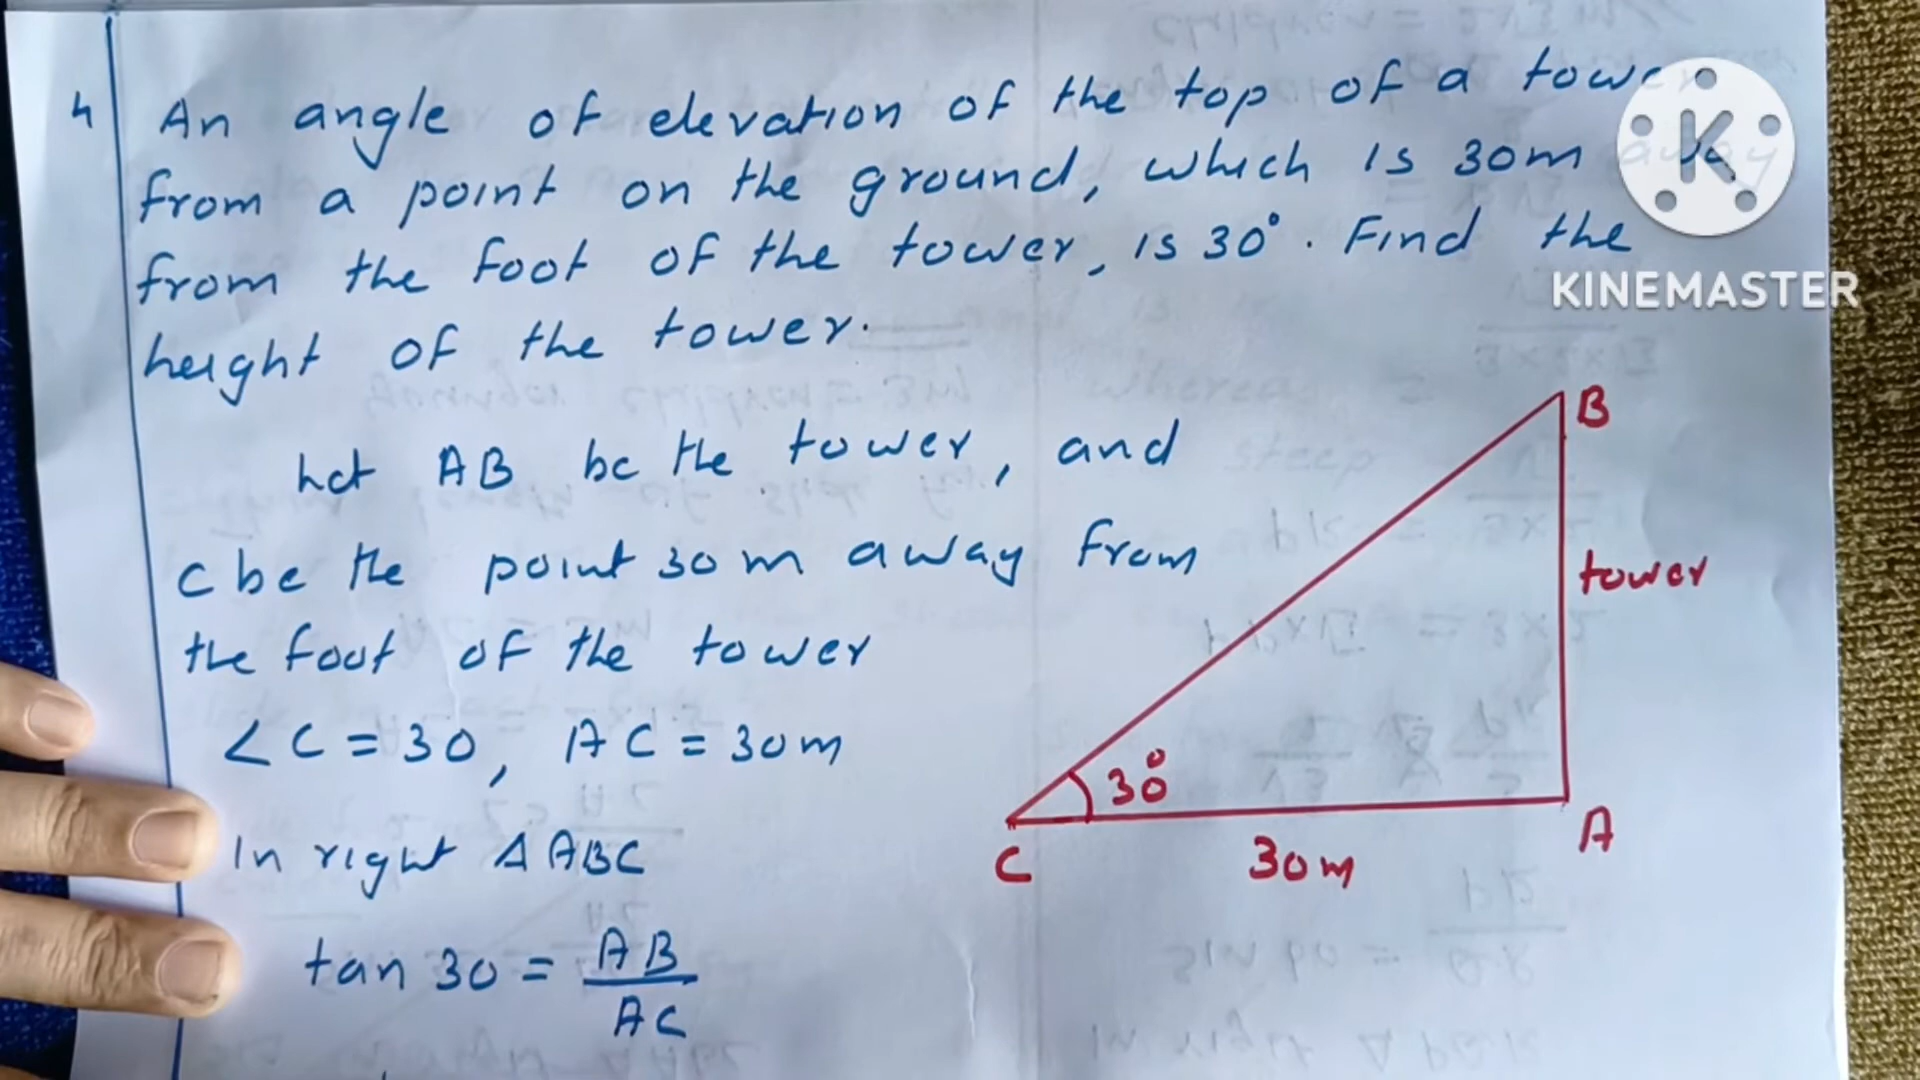 4 An angle of elevation of the top of a tower
from a point on the ground, which is 30m away
from the foot of the tower, is 30°. Find the
height of the tower.
K
KINEMASTER
Let AB be the tower, and
C be the point 30m away from
the foot of the tower
∠C = 30, AC = 30m
In right Δ ABC
tan 30 = AB/AC
B
tower
30°
C
30m
A